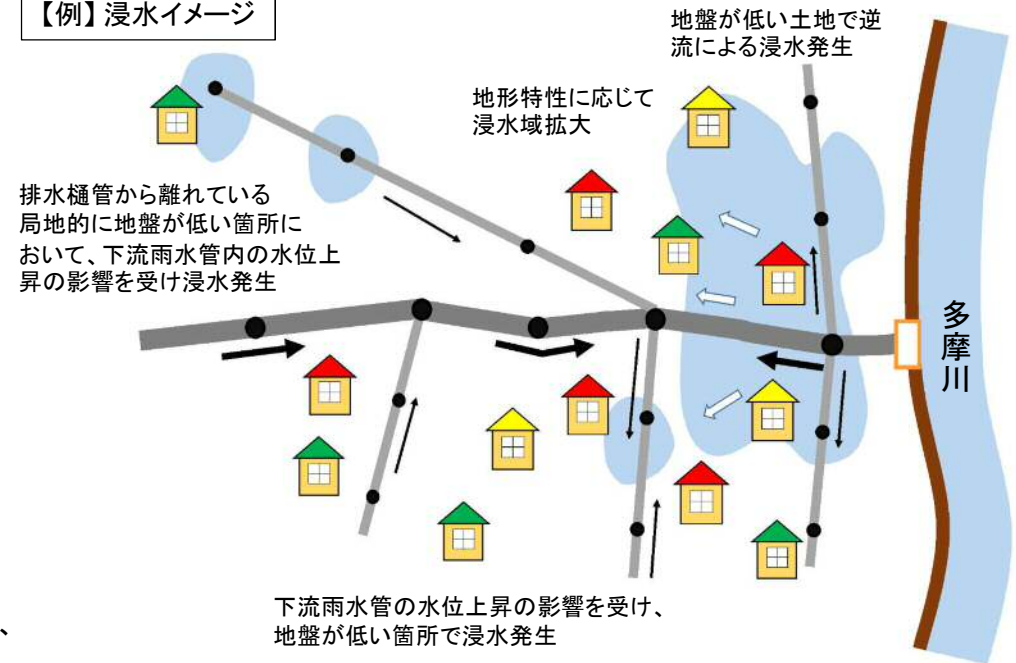 【例】浸水イメージ
地盤が低い土地で逆
流による浸水発生
地形特性に応じて
浸水域拡大
排水樋管から離れている
局地的に地盤が低い箇所に
おいて、下流雨水管内の水位上
昇の影響を受け浸水発生
多摩川
下流雨水管の水位上昇の影響を受け、
地盤が低い箇所で浸水発生
、